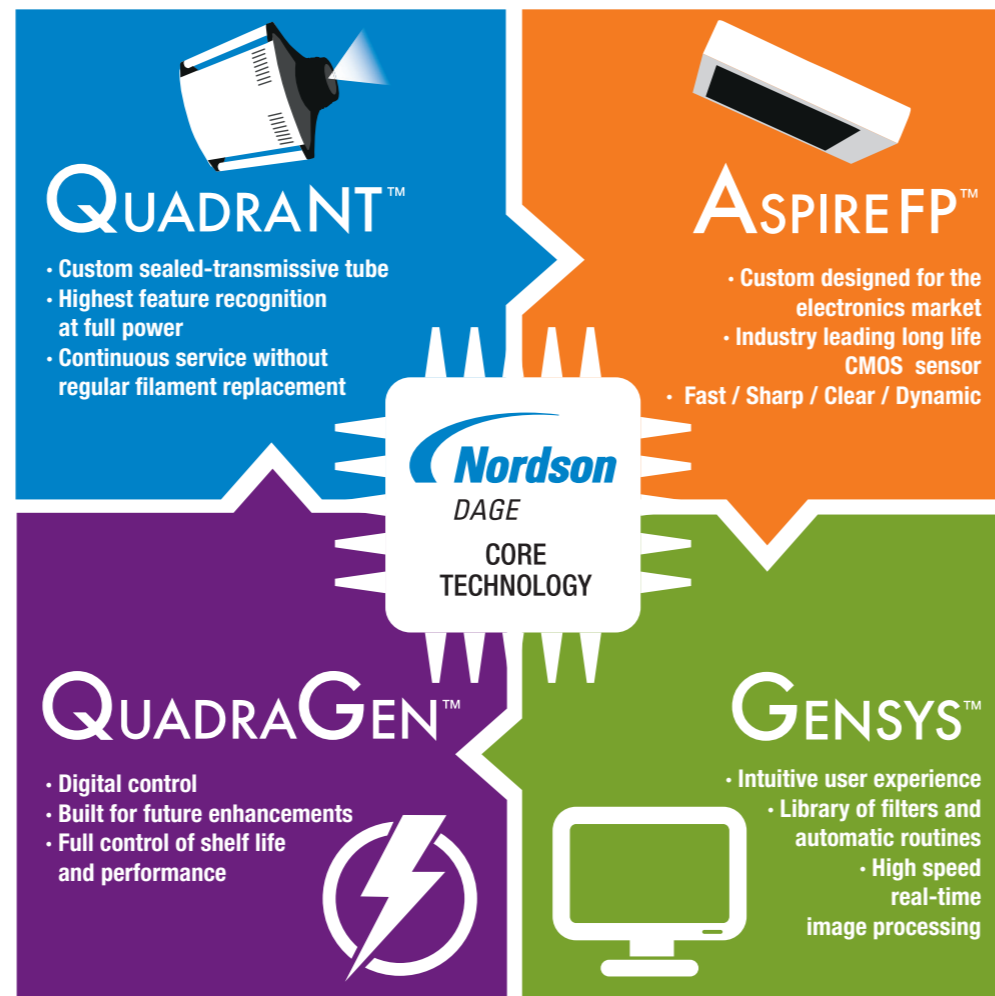 QUADRANT™
· Custom sealed-transmissive tube
· Highest feature recognition
at full power
· Continuous service without
regular filament replacement
ASPIRE FP™
· Custom designed for the
electronics market
· Industry leading long life
CMOS sensor
· Fast / Sharp / Clear / Dynamic
Nordson
DAGE
CORE
TECHNOLOGY
QUADRAGEN™
· Digital control
· Built for future enhancements
· Full control of shelf life
and performance
GENSYS™
· Intuitive user experience
· Library of filters and
automatic routines
· High speed
real-time
image processing